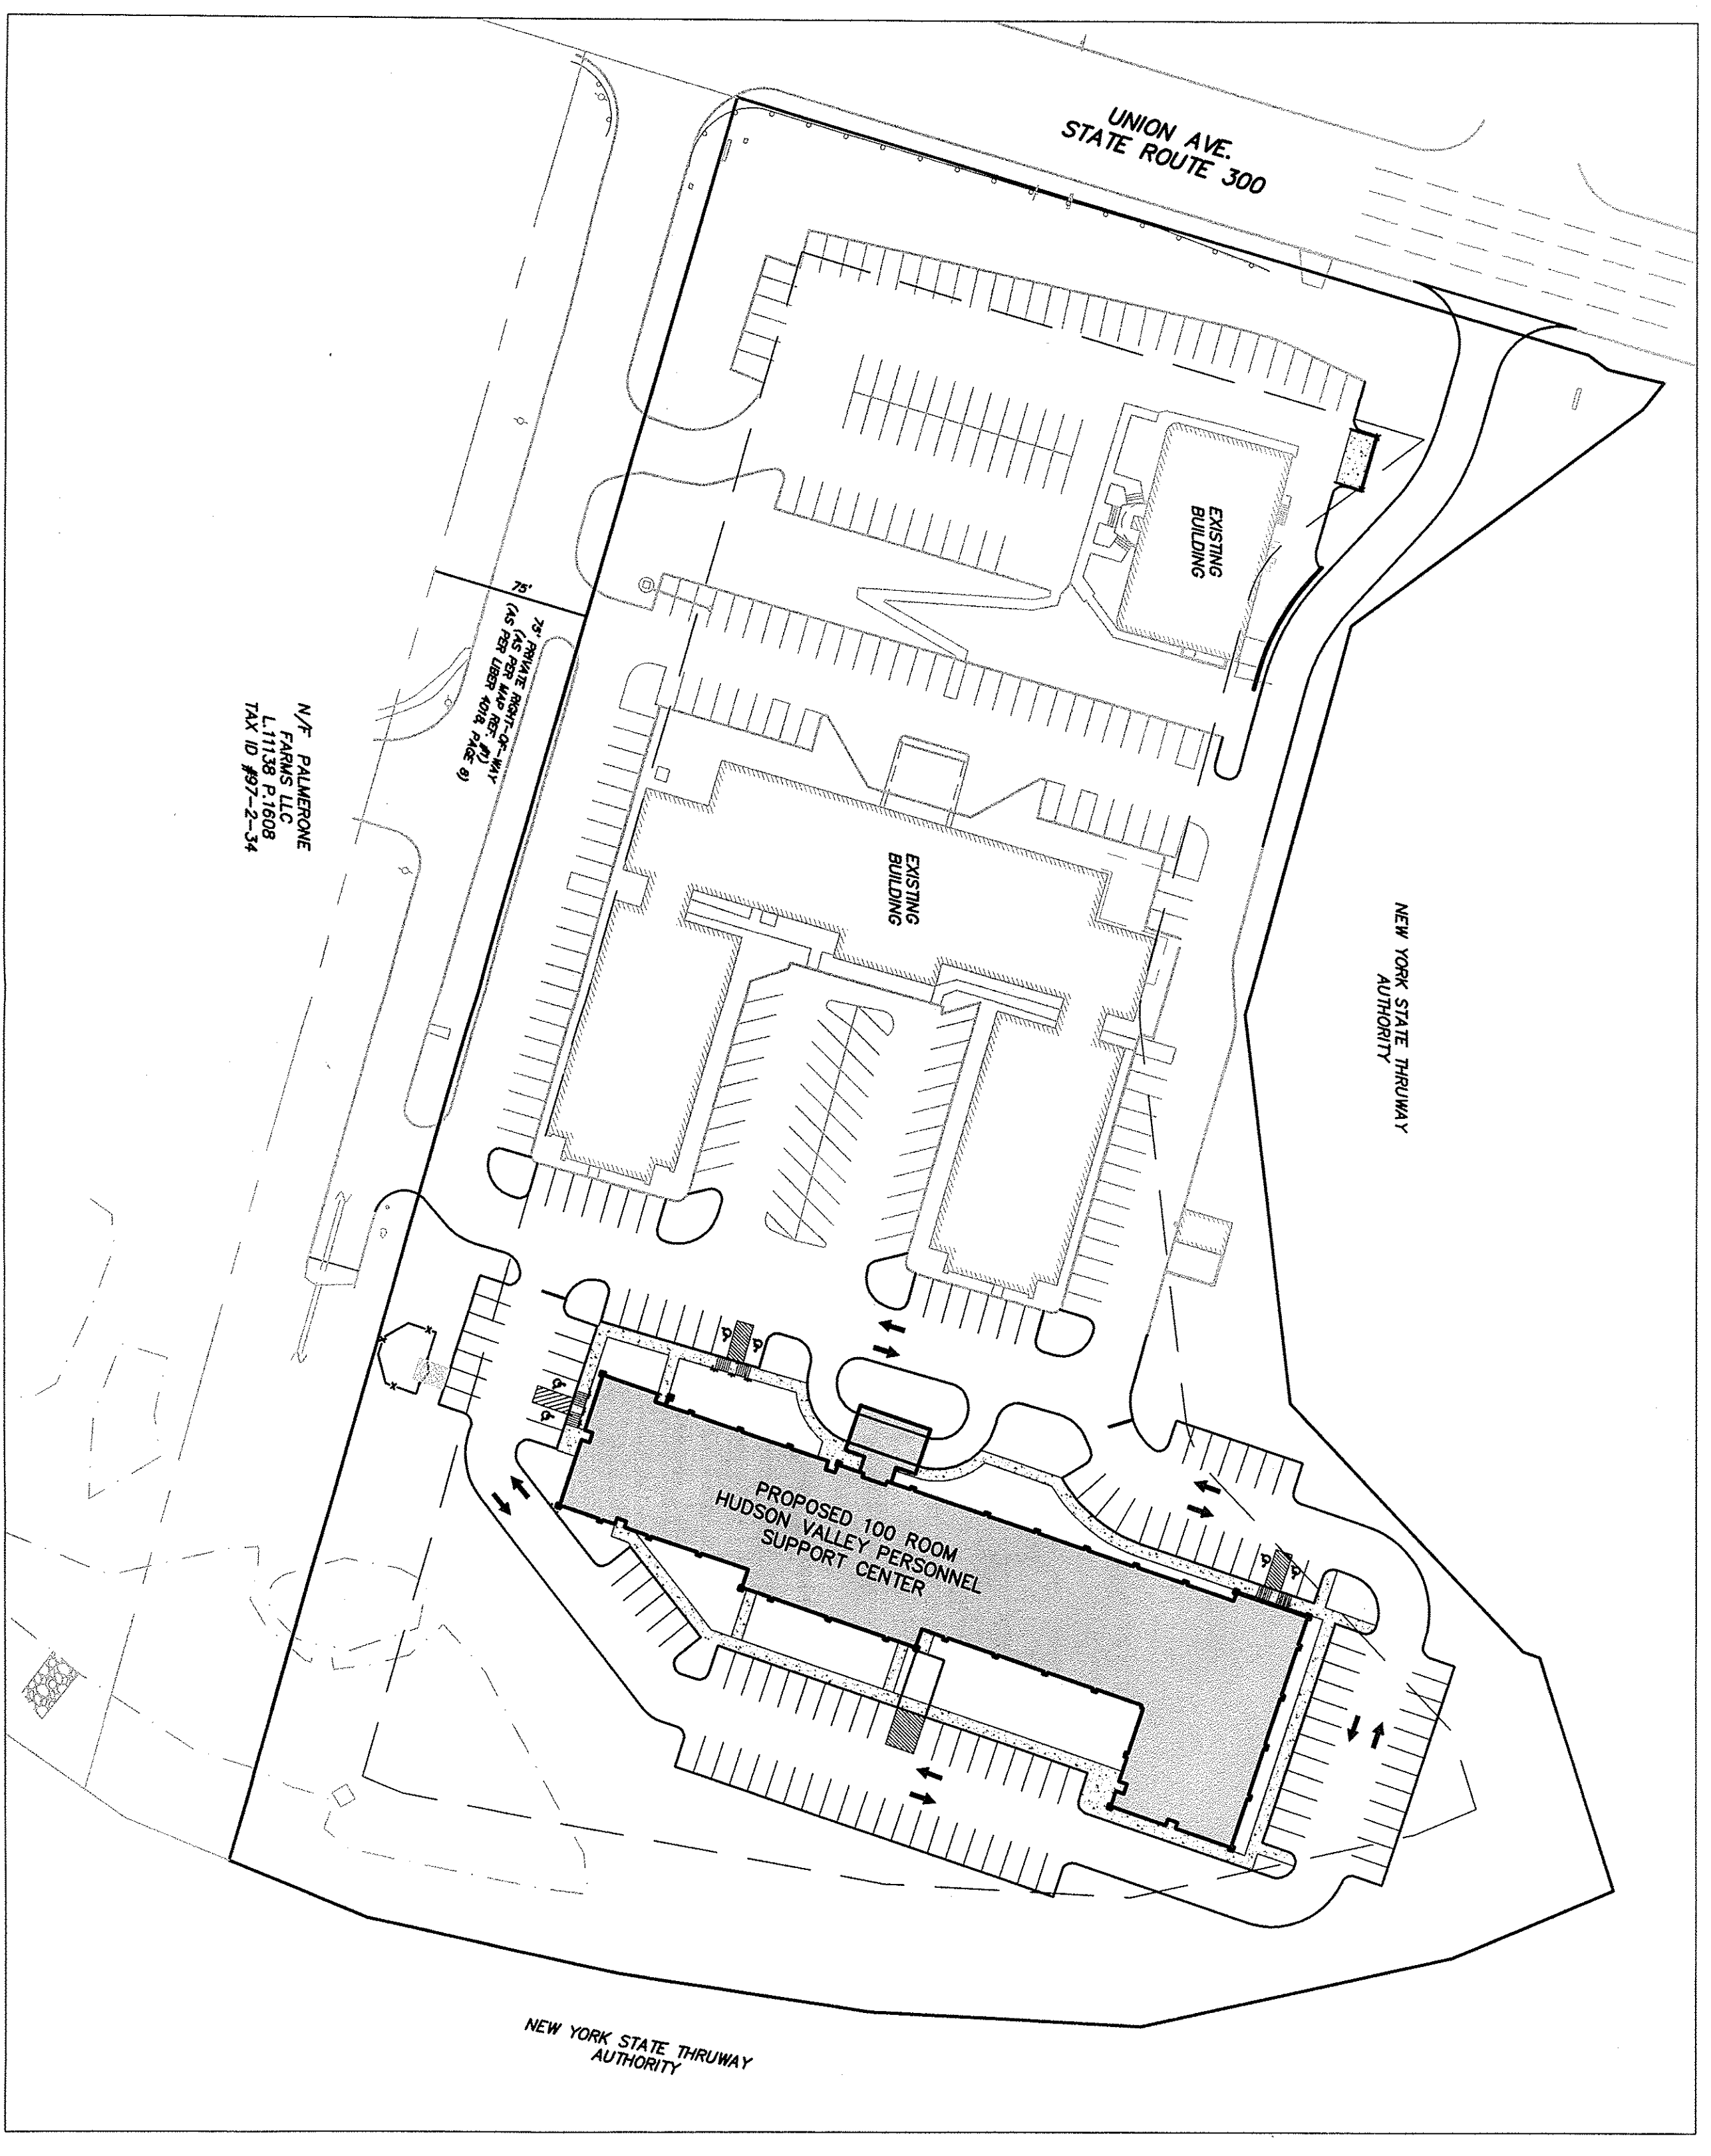 UNION AVE.
STATE ROUTE 300
EXISTING
BUILDING
75'
75' PRIVATE RIGHT-OF-WAY
(AS PER MAP REF. #1)
(AS PER LIBER 4018, PAGE 8)
N/F PALMERONE
FARMS LLC
L.11138 P.1608
TAX ID #97-2-34
EXISTING
BUILDING
NEW YORK STATE THRUWAY
AUTHORITY
PROPOSED 100 ROOM
HUDSON VALLEY PERSONNEL
SUPPORT CENTER
NEW YORK STATE THRUWAY
AUTHORITY